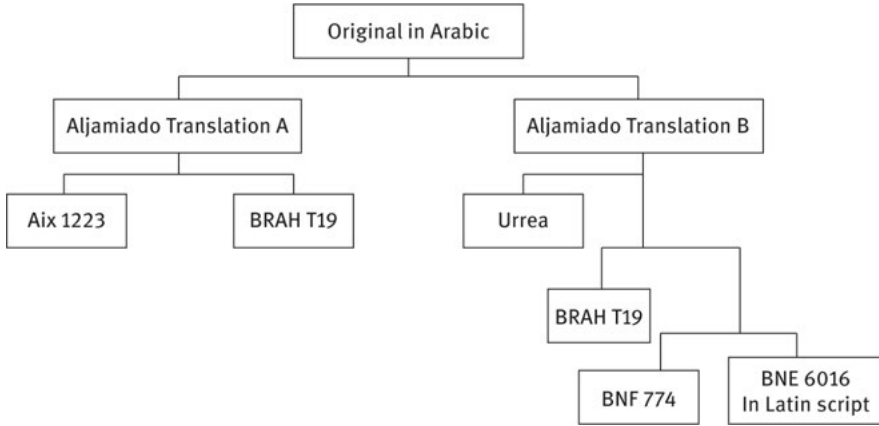 Original in Arabic
Aljamiado Translation A
Aljamiado Translation B
Aix 1223
BRAH T19
Urrea
BRAH T19
BNF 774
BNE 6016
In Latin script